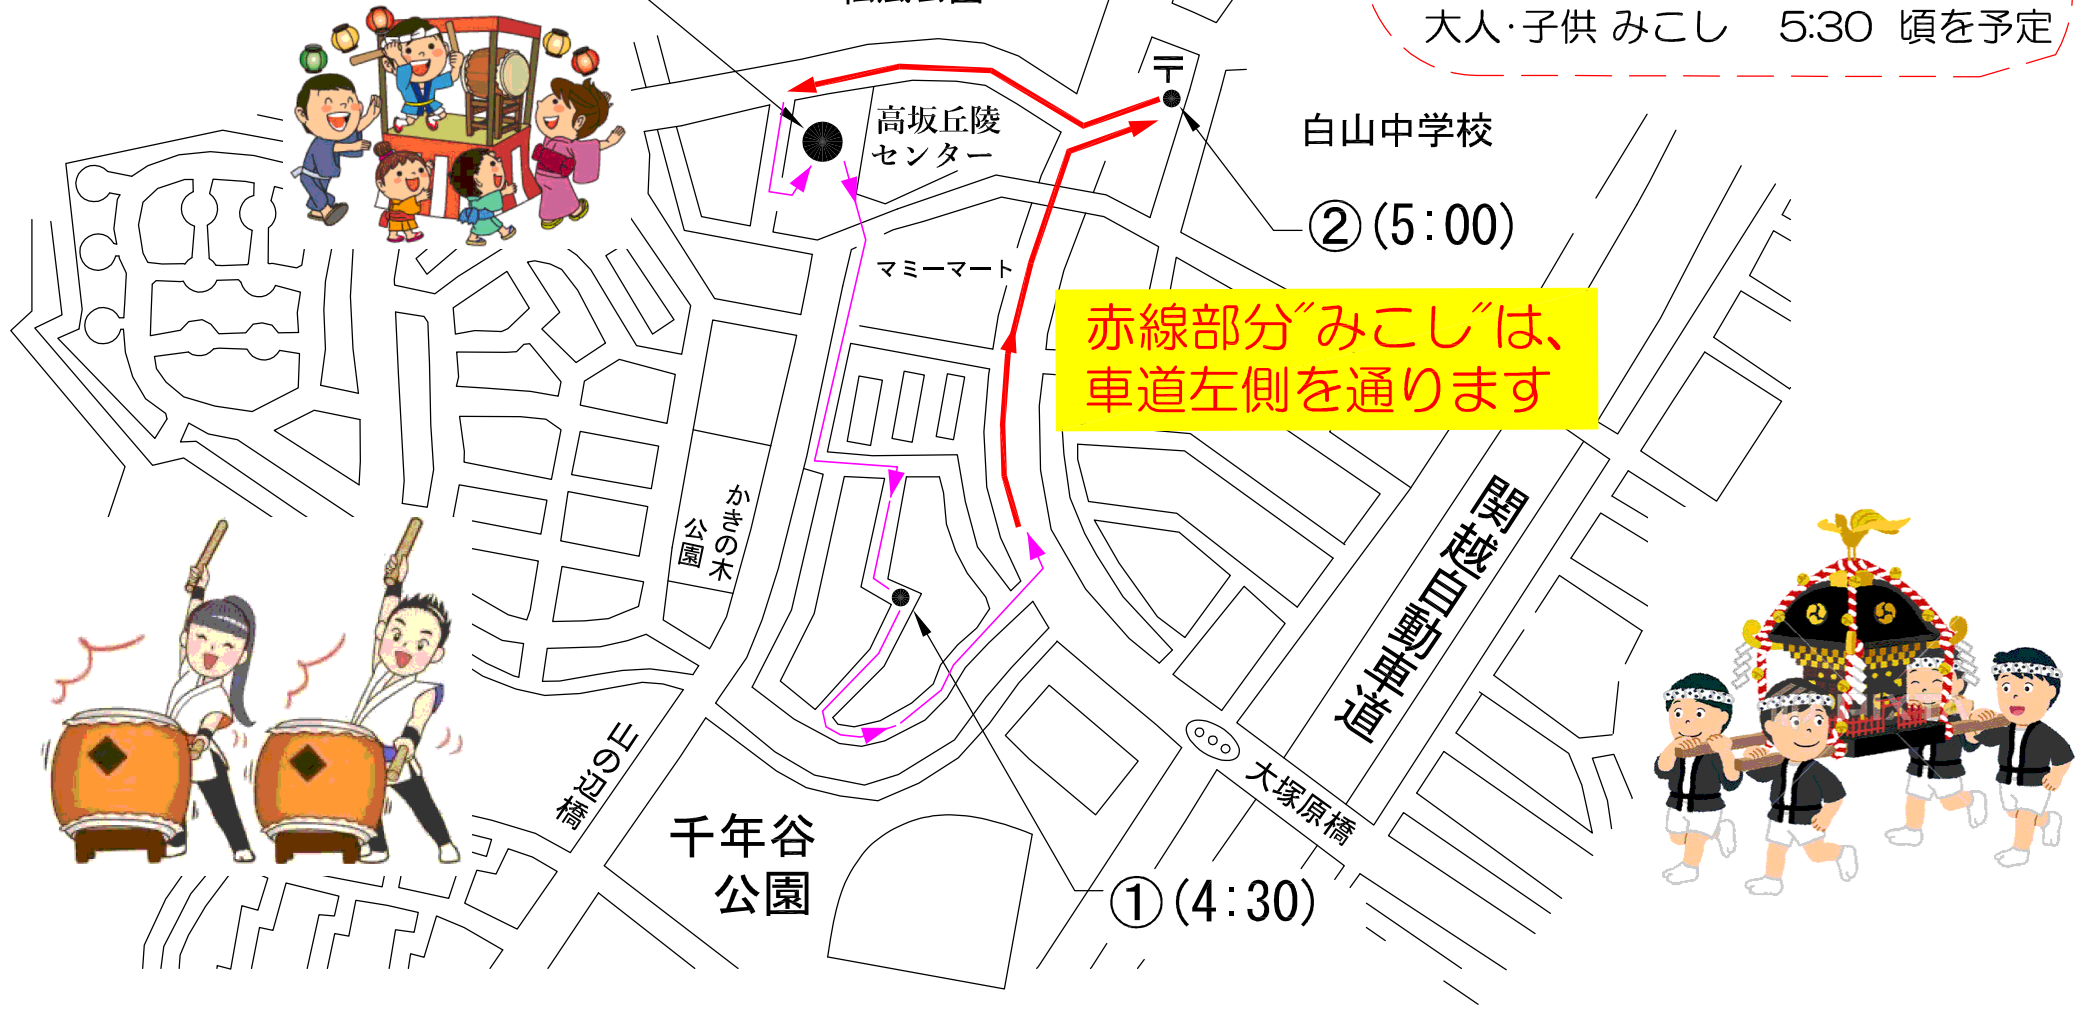 大人・子供 みこし 5:30 頃を予定
〒
高坂丘陵
センター
白山中学校
②(5:00)
マミーマート
赤線部分”みこし”は、
車道左側を通ります
かきの木
公園
関越自動車道
山の辺橋
大塚原橋
千年谷
公園
①(4:30)